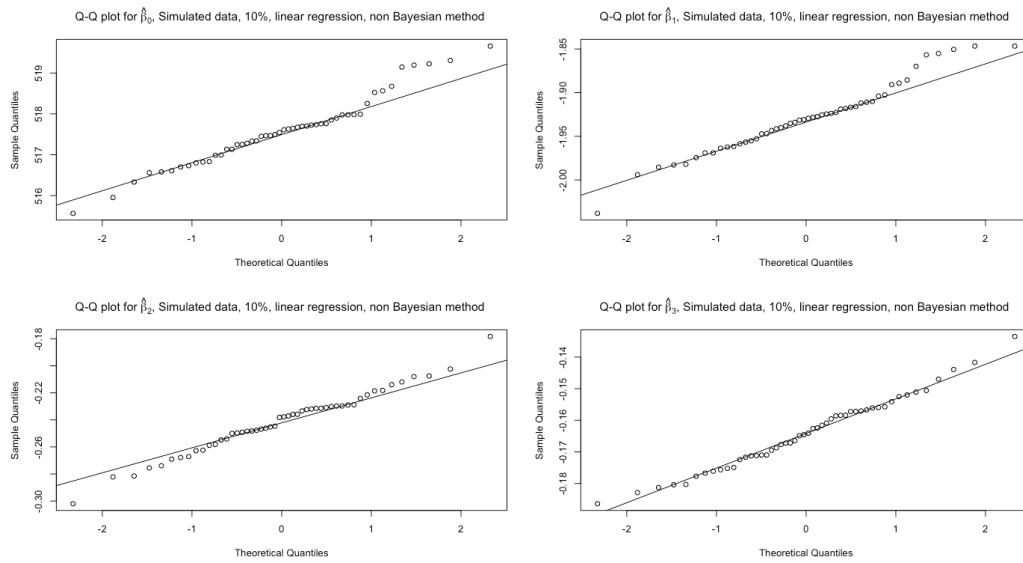 Q-Q plot for β̂₀, Simulated data, 10%, linear regression, non Bayesian method
Sample Quantiles
519
518
517
516
-2 -1 0 1 2
Theoretical Quantiles
Q-Q plot for β̂₁, Simulated data, 10%, linear regression, non Bayesian method
Sample Quantiles
-1.85
-1.90
-1.95
-2.00
-2 -1 0 1 2
Theoretical Quantiles
Q-Q plot for β̂₂, Simulated data, 10%, linear regression, non Bayesian method
Sample Quantiles
-0.18
-0.22
-0.26
-0.30
-2 -1 0 1 2
Theoretical Quantiles
Q-Q plot for β̂₃, Simulated data, 10%, linear regression, non Bayesian method
Sample Quantiles
-0.14
-0.15
-0.16
-0.17
-0.18
-2 -1 0 1 2
Theoretical Quantiles